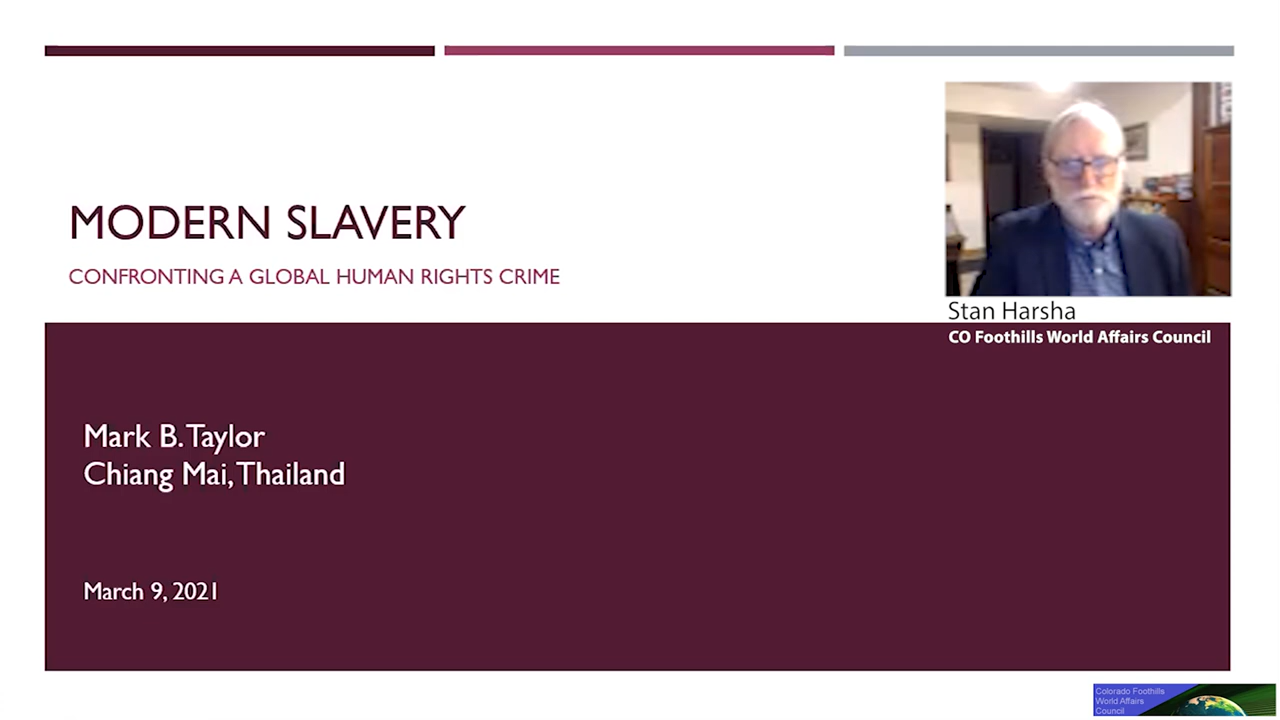 MODERN SLAVERY
CONFRONTING A GLOBAL HUMAN RIGHTS CRIME
Stan Harsha
CO Foothills World Affairs Council
Mark B. Taylor
Chiang Mai, Thailand
March 9, 2021
Colorado Foothills
World Affairs
Council